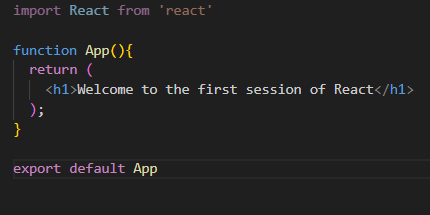 import React from 'react'
function App(){
return (
<h1>Welcome to the first session of React</h1>
);
}
export default App